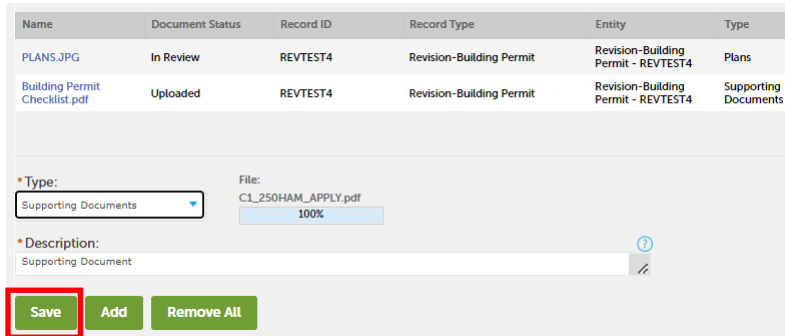 Name Document Status Record ID Record Type Entity Type
PLANS.JPG In Review REVTEST4 Revision-Building Permit Revision-Building Permit - REVTEST4 Plans
Building Permit Checklist.pdf Uploaded REVTEST4 Revision-Building Permit Revision-Building Permit - REVTEST4 Supporting Documents
*Type: File:
Supporting Documents C1_250HAM_APPLY.pdf
100%
*Description: ?
Supporting Document
Save Add Remove All